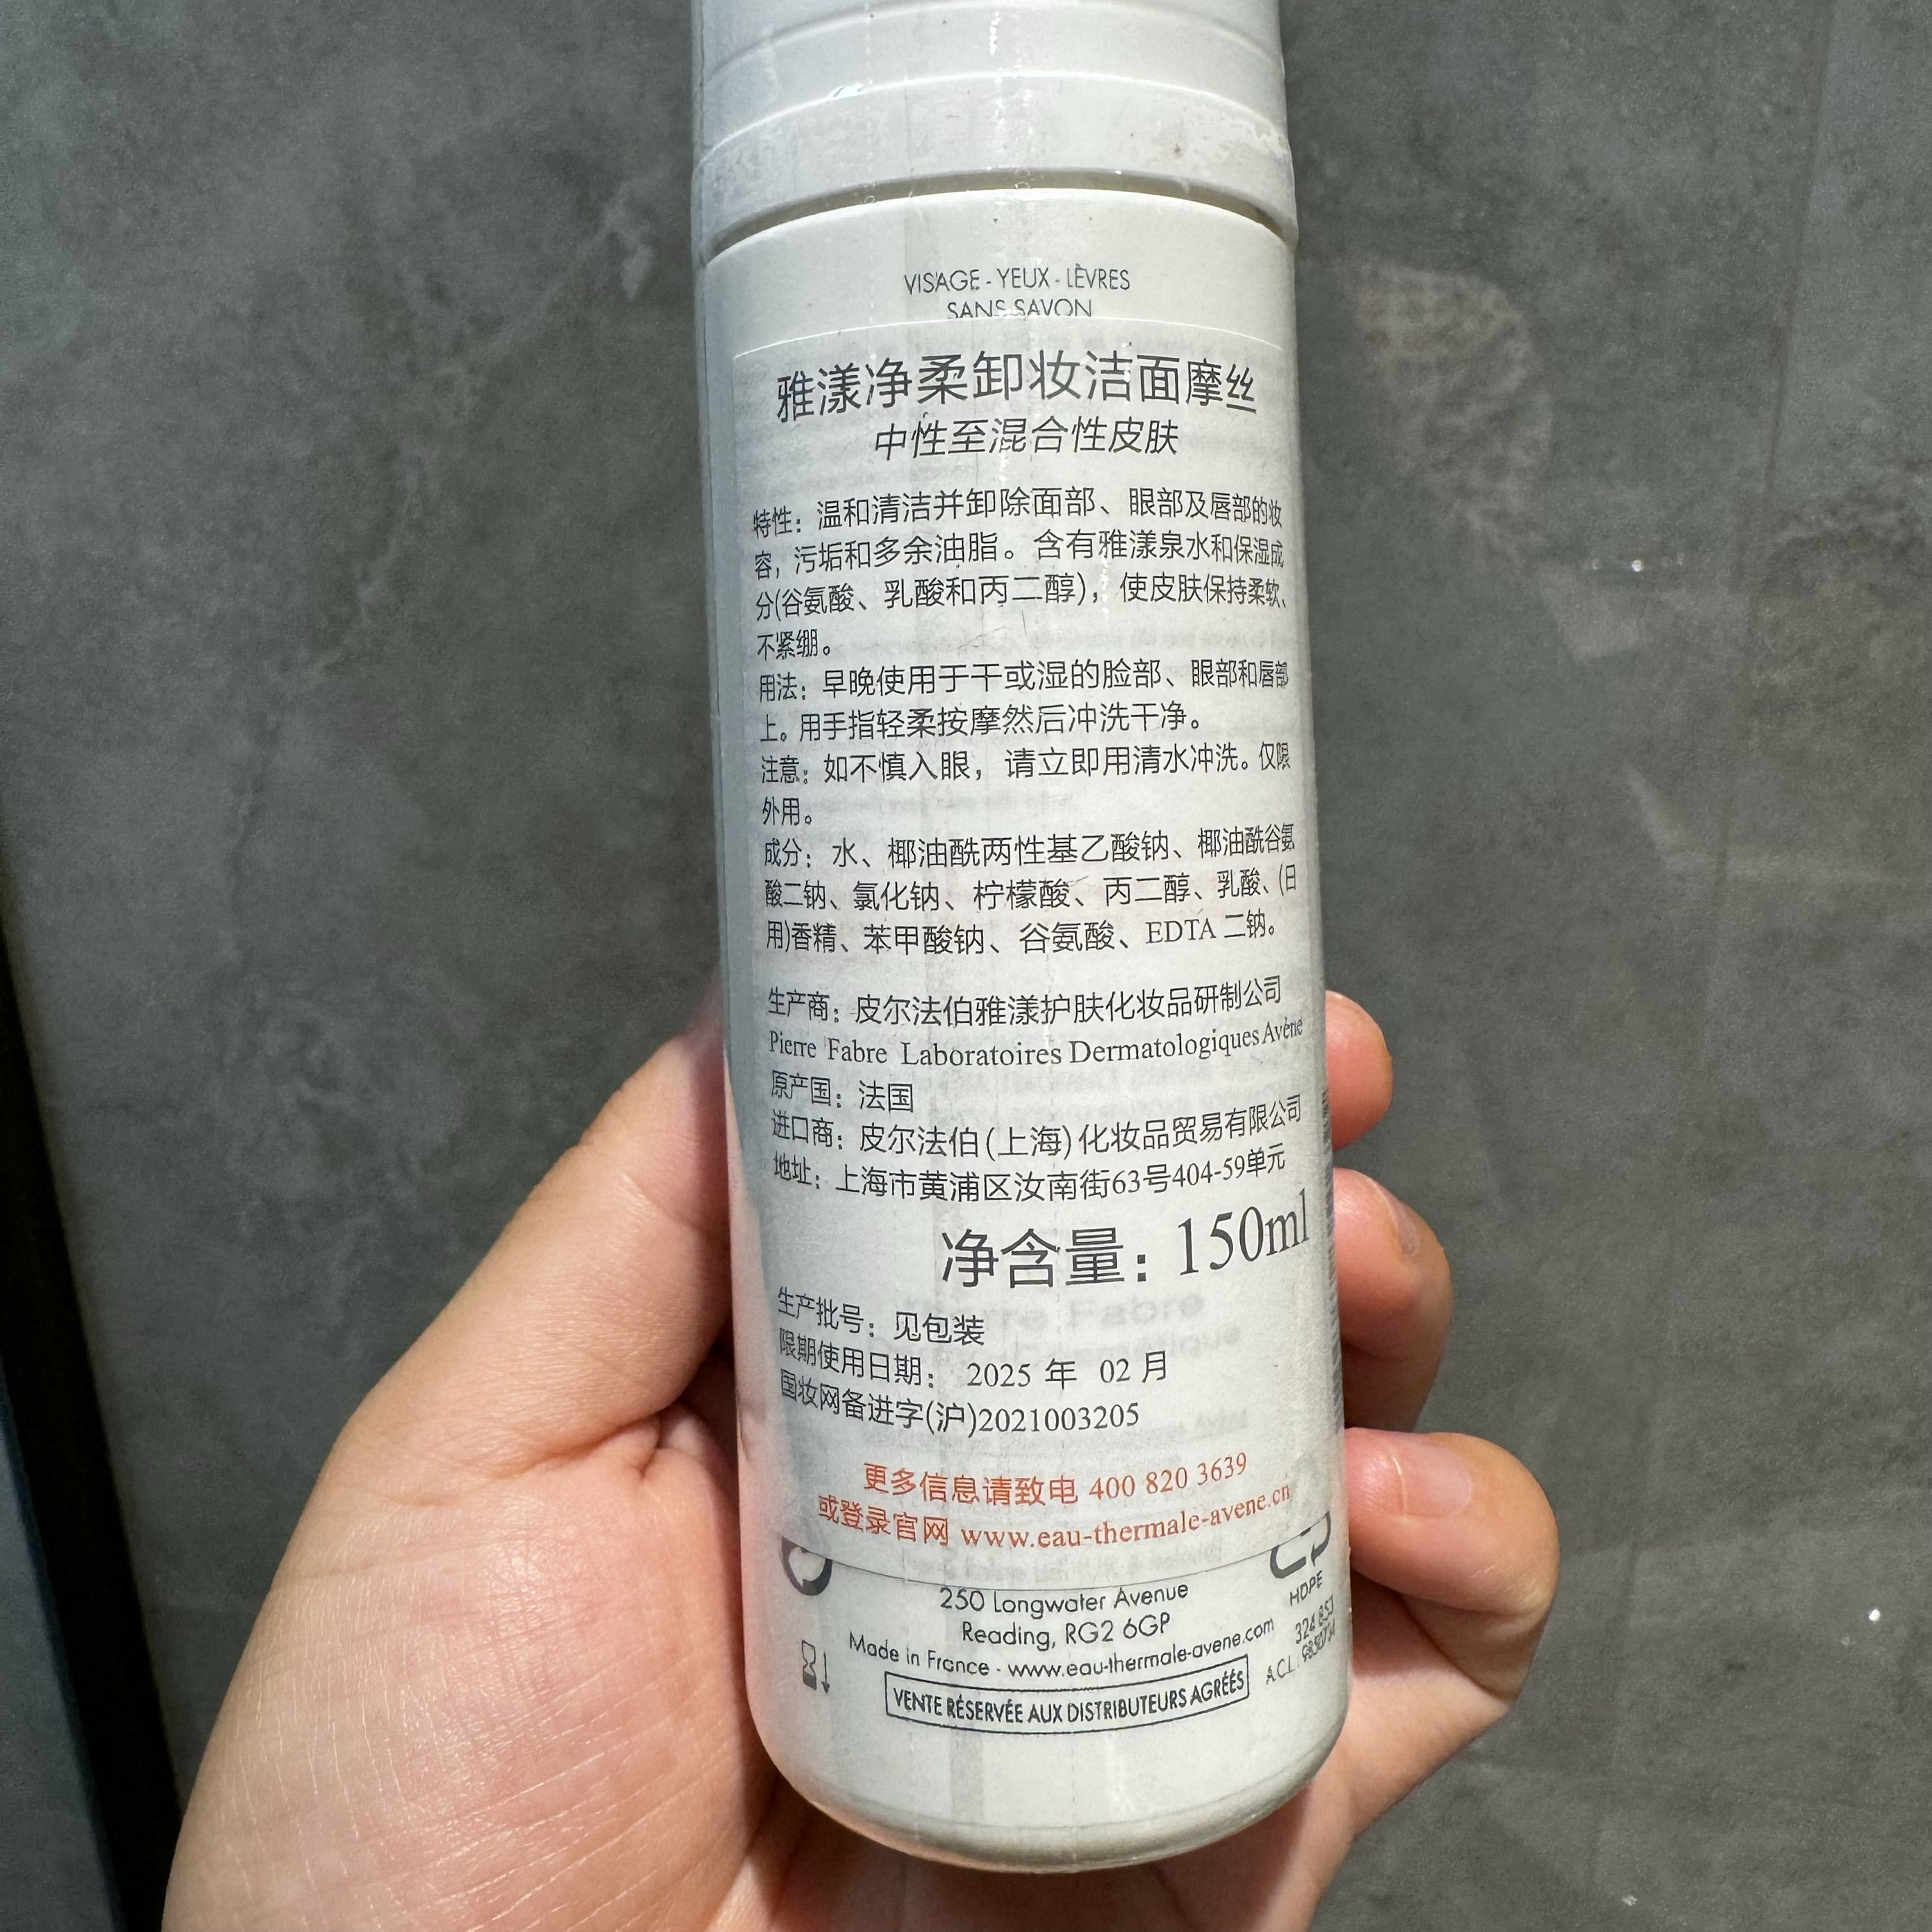 VISAGE - YEUX - LÈVRES
SANS SAVON
雅漾净柔卸妆洁面摩丝
中性至混合性皮肤
特性：温和清洁并卸除面部、眼部及唇部的妆
容，污垢和多余油脂。含有雅漾泉水和保湿成
分(谷氨酸、乳酸和丙二醇)，使皮肤保持柔软、
不紧绷。
用法：早晚使用于干或湿的脸部、眼部和唇部
上。用手指轻柔按摩然后冲洗干净。
注意：如不慎入眼，请立即用清水冲洗。仅限
外用。
成分：水、椰油酰两性基乙酸钠、椰油酰谷氨
酸二钠、氯化钠、柠檬酸、丙二醇、乳酸、(日
用)香精、苯甲酸钠、谷氨酸、EDTA 二钠。
生产商：皮尔法伯雅漾护肤化妆品研制公司
Pierre Fabre Laboratoires Dermatologiques Avène
原产国：法国
进口商：皮尔法伯(上海)化妆品贸易有限公司
地址：上海市黄浦区汝南街63号404-59单元
净含量：150ml
生产批号：见包装
限期使用日期： 2025 年 02 月
国妆网备进字(沪)2021003205
更多信息请致电 400 820 3639
或登录官网 www.eau-thermale-avene.cn
250 Longwater Avenue
Reading, RG2 6GP
Made in France - www.eau-thermale-avene.com
VENTE RÉSERVÉE AUX DISTRIBUTEURS AGRÉÉS
HDPE
324 853
A.C.L.